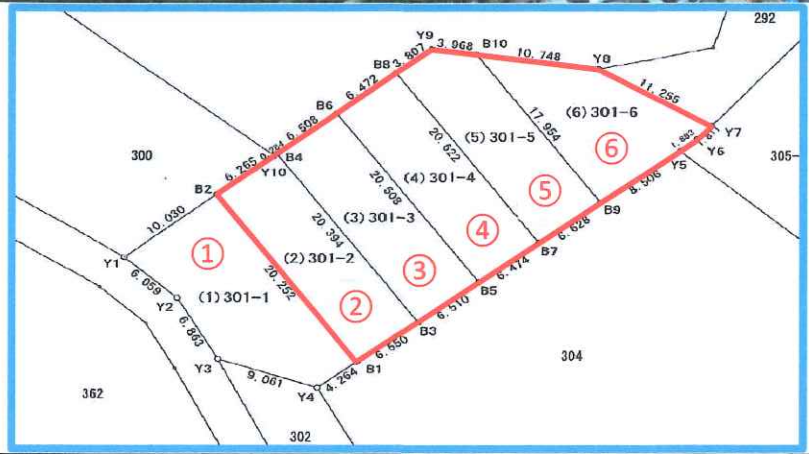 292
Y9
3.968
B10
10.748
Y8
3.807
B8
6.472
11.255
B6
17.954
(6)301-6
⑥
Y7
Y6
Y5
6.508
300
B4
Y10
6.265
B2
20.622
(5)301-5
⑤
305-
20.508
(4)301-4
④
8.506
B9
10.030
20.394
(3)301-3
③
6.628
B7
①
20.252
(2)301-2
②
6.474
B5
Y1
6.059
Y2
(1)301-1
6.510
B3
6.863
6.550
B1
304
Y3
9.061
4.264
Y4
362
302